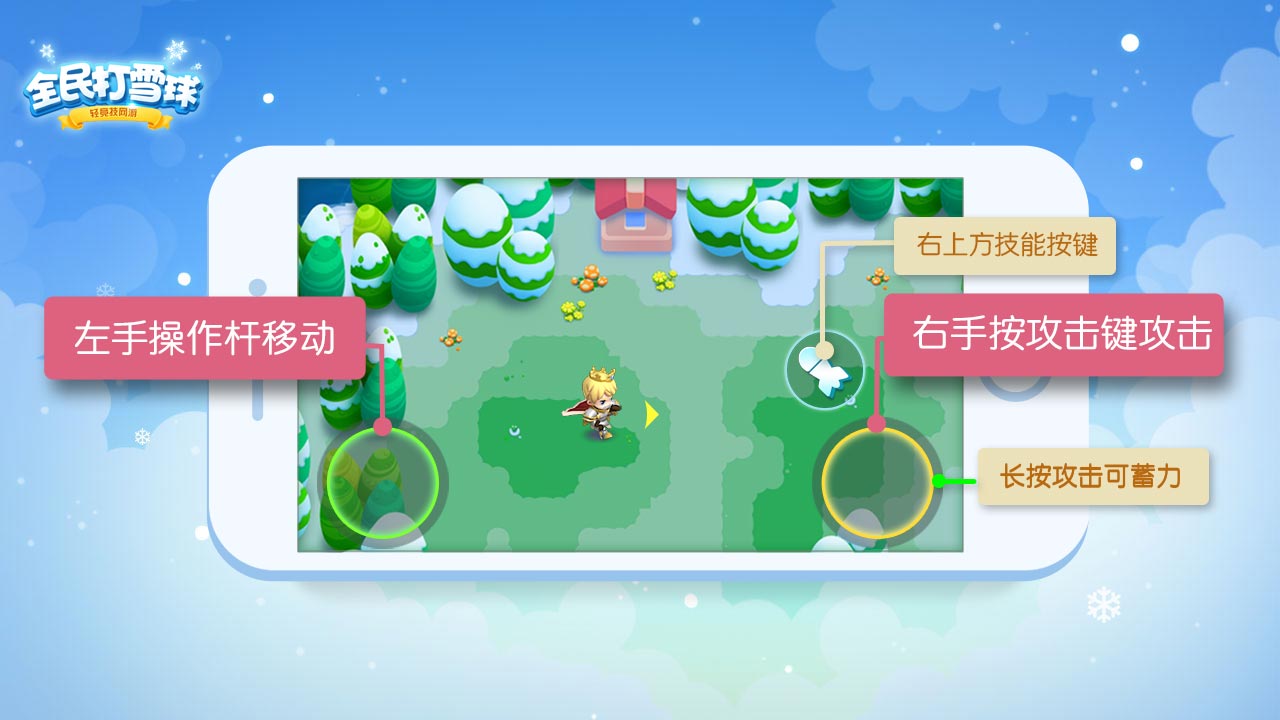 全民打雪球
轻竞技网游
右上方技能按键
左手操作杆移动
右手按攻击键攻击
长按攻击可蓄力